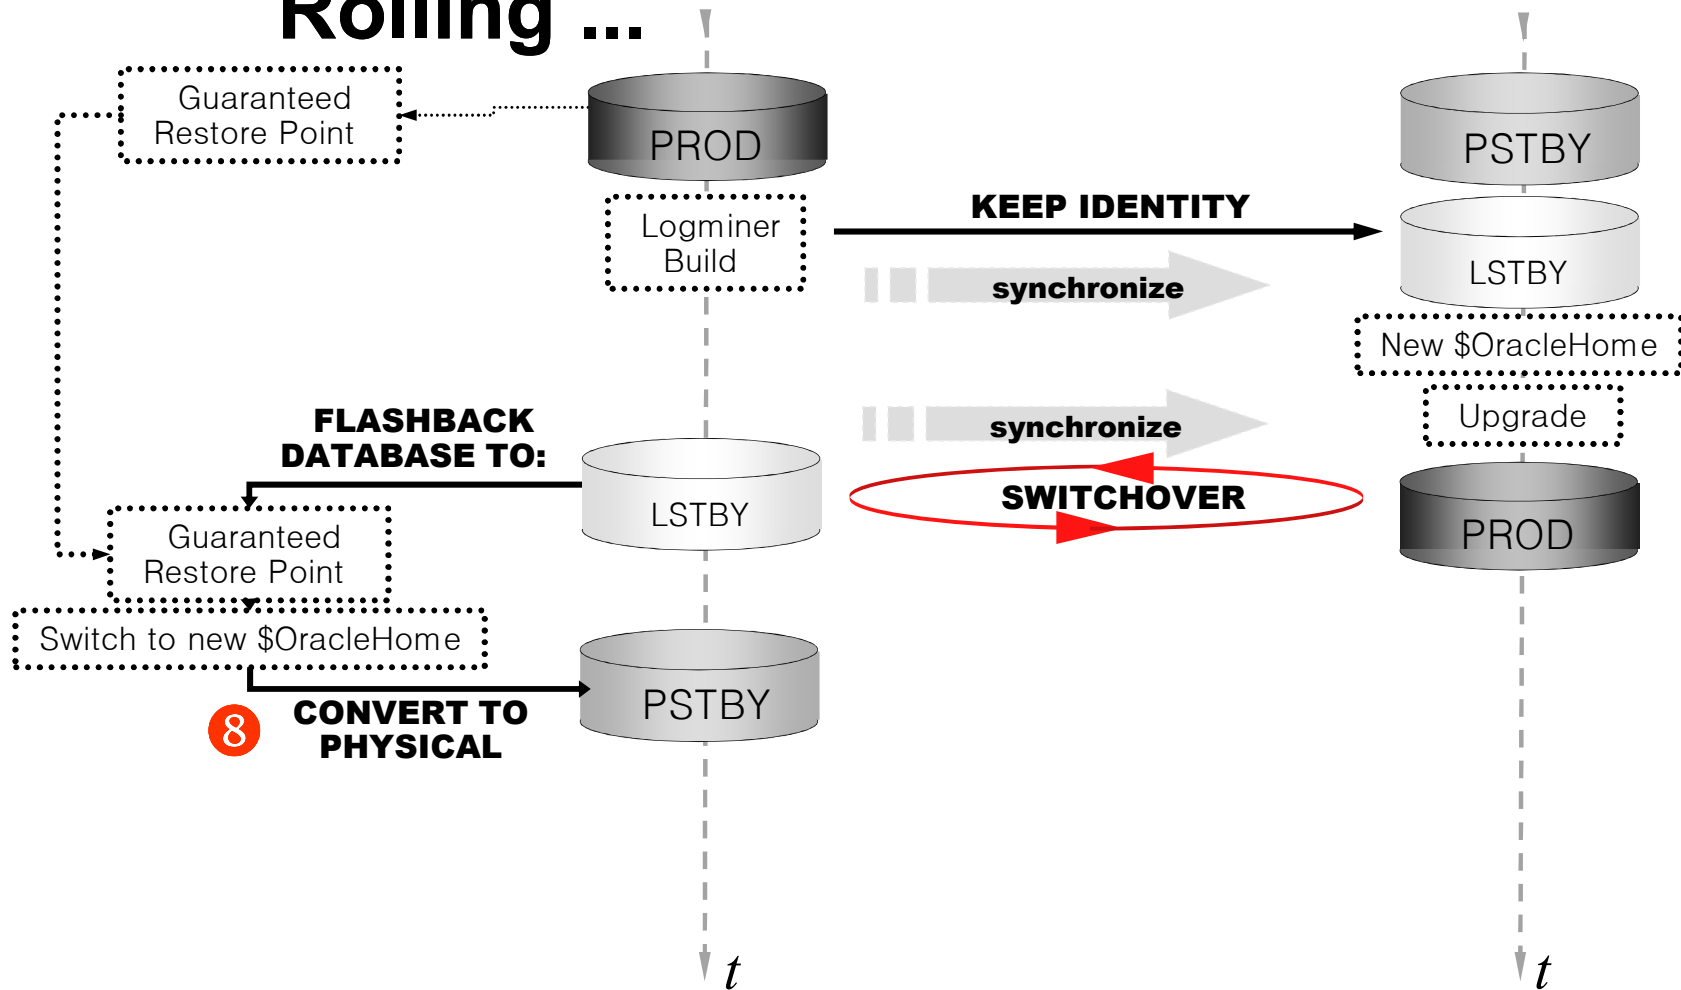 Rolling ...
Guaranteed
Restore Point
PROD
PSTBY
Logminer
Build
KEEP IDENTITY
LSTBY
synchronize
New $OracleHome
Upgrade
FLASHBACK
DATABASE TO:
synchronize
LSTBY
SWITCHOVER
PROD
Guaranteed
Restore Point
Switch to new $OracleHome
8
CONVERT TO
PHYSICAL
PSTBY
t
t